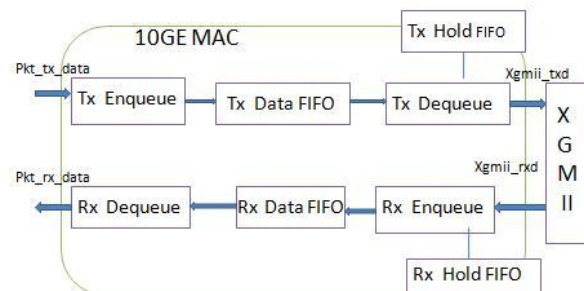 10GE MAC
Tx Hold FIFO
Pkt_tx_data
Xgmii_txd
Tx Enqueue
Tx Data FIFO
Tx Dequeue
X
G
M
II
Xgmii_rxd
Pkt_rx_data
Rx Dequeue
Rx Data FIFO
Rx Enqueue
Rx Hold FIFO